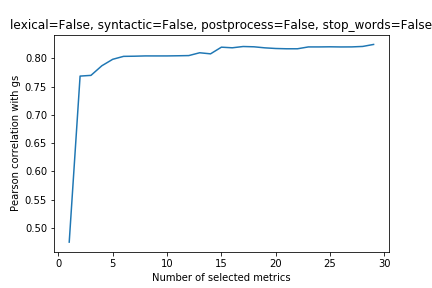 lexical=False, syntactic=False, postprocess=False, stop_words=False
Pearson correlation with gs
0.80
0.75
0.70
0.65
0.60
0.55
0.50
0 5 10 15 20 25 30
Number of selected metrics